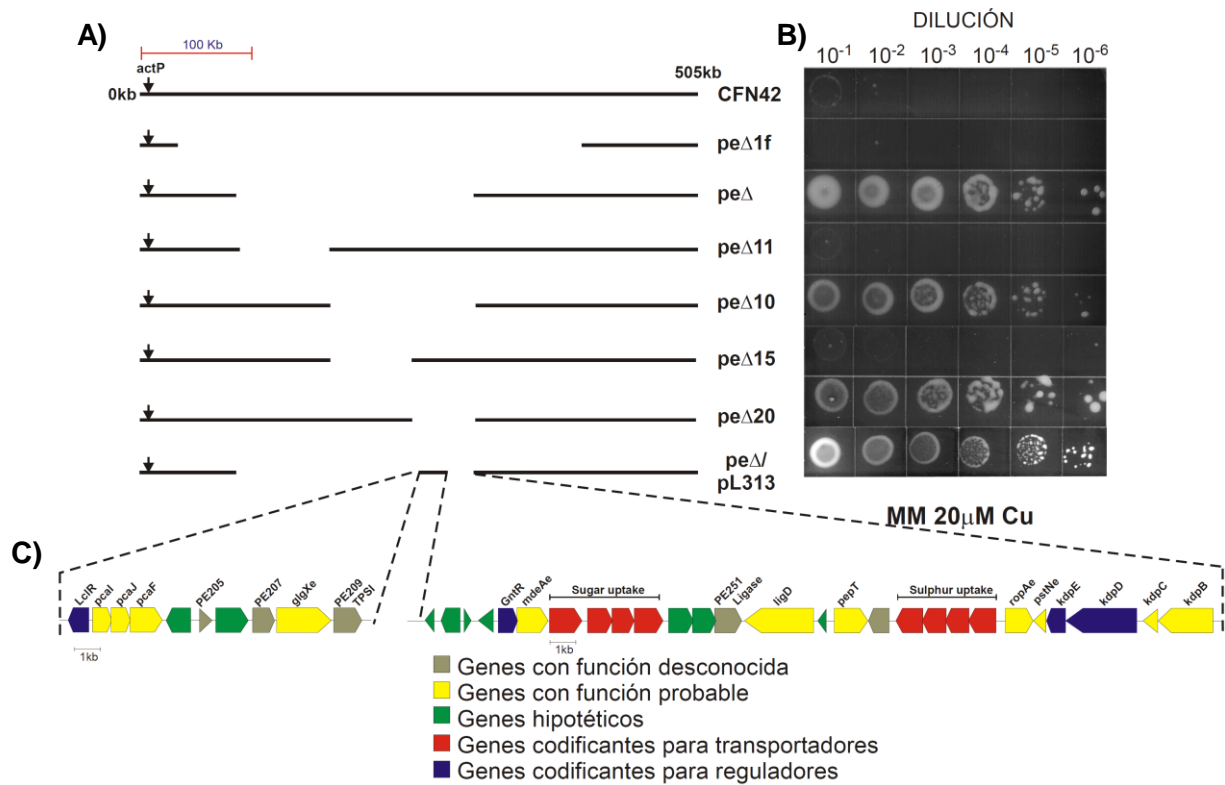 A)
100 Kb
actP
0kb
505kb
CFN42
peΔ1f
peΔ
peΔ11
peΔ10
peΔ15
peΔ20
peΔ/
pL313
B)
DILUCIÓN
10-1 10-2 10-3 10-4 10-5 10-6
MM 20µM Cu
C)
LclR
pcaI
pcaJ
pcaF
PE205
PE207
glgXe
PE209
TPSI
1kb
GntR
mdeAe
Sugar uptake
PE251
Ligase
ligD
pepT
Sulphur uptake
ropAe
pstNe
kdpE
kdpD
kdpC
kdpB
1kb
Genes con función desconocida
Genes con función probable
Genes hipotéticos
Genes codificantes para transportadores
Genes codificantes para reguladores